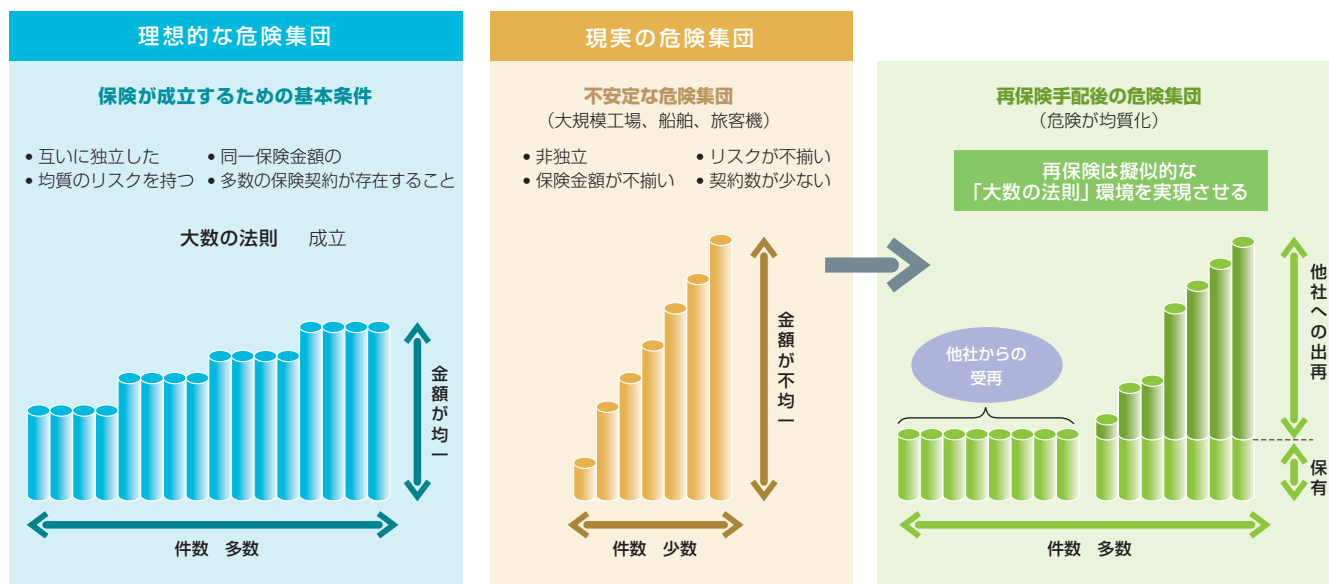 理想的な危険集団
保険が成立するための基本条件
• 互いに独立した
• 均質のリスクを持つ
• 同一保険金額の
• 多数の保険契約が存在すること
大数の法則 成立
金額が均一
件数 多数
現実の危険集団
不安定な危険集団
（大規模工場、船舶、旅客機）
• 非独立
• 保険金額が不揃い
• リスクが不揃い
• 契約数が少ない
金額が不均一
件数 少数
再保険手配後の危険集団
（危険が均質化）
再保険は擬似的な
「大数の法則」環境を実現させる
他社からの
受再
他社への出再
保有
件数 多数